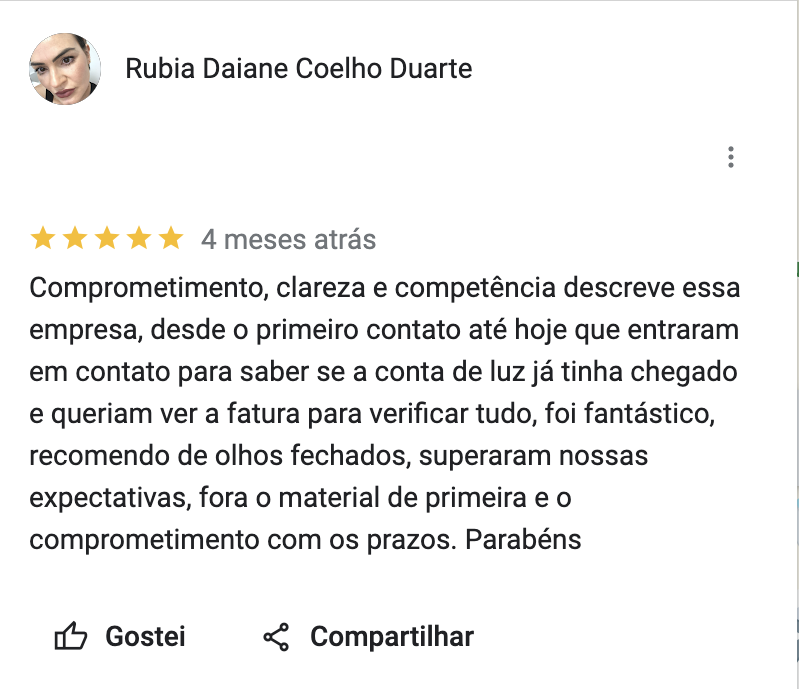 Rubia Daiane Coelho Duarte
4 meses atrás
Comprometimento, clareza e competência descreve essa
empresa, desde o primeiro contato até hoje que entraram
em contato para saber se a conta de luz já tinha chegado
e queriam ver a fatura para verificar tudo, foi fantástico,
recomendo de olhos fechados, superaram nossas
expectativas, fora o material de primeira e o
comprometimento com os prazos. Parabéns
Gostei Compartilhar